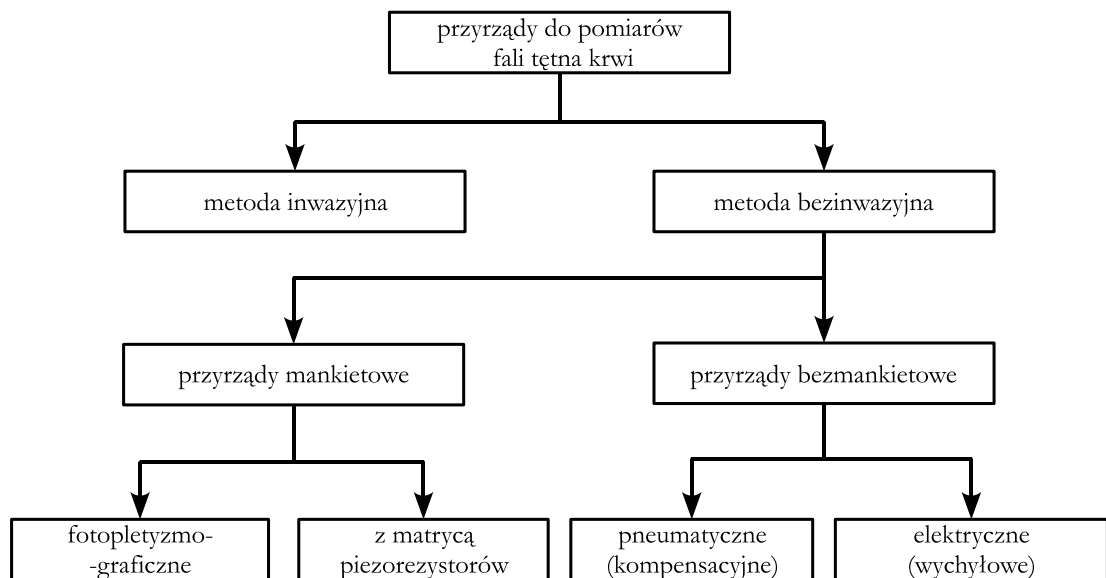 przyrządy do pomiarów
fali tętna krwi
metoda inwazyjna
metoda bezinwazyjna
przyrządy mankietowe
przyrządy bezmankietowe
fotopletyzmo-
-graficzne
z matrycą
piezorezystorów
pneumatyczne
(kompensacyjne)
elektryczne
(wychyłowe)